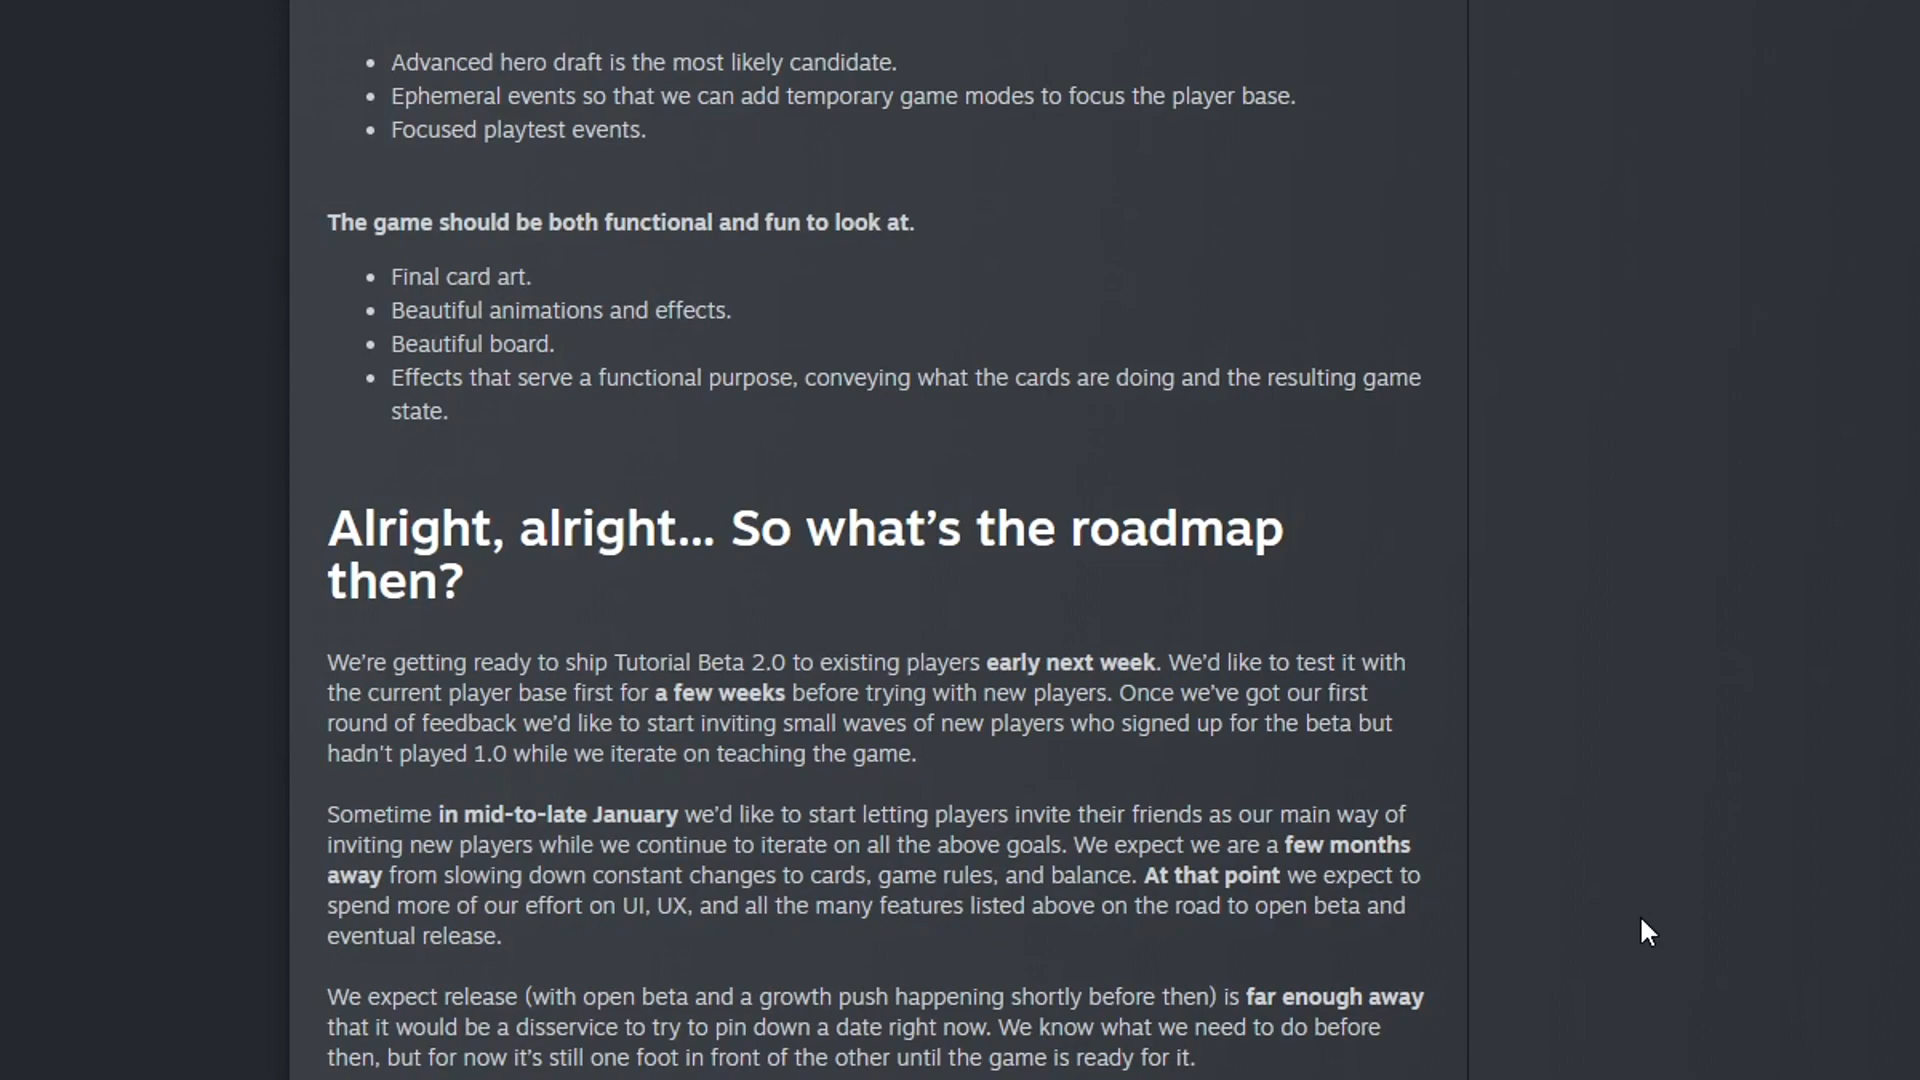 • Advanced hero draft is the most likely candidate.
• Ephemeral events so that we can add temporary game modes to focus the player base.
• Focused playtest events.
The game should be both functional and fun to look at.
• Final card art.
• Beautiful animations and effects.
• Beautiful board.
• Effects that serve a functional purpose, conveying what the cards are doing and the resulting game
state.
Alright, alright... So what’s the roadmap
then?
We’re getting ready to ship Tutorial Beta 2.0 to existing players early next week. We’d like to test it with
the current player base first for a few weeks before trying with new players. Once we’ve got our first
round of feedback we’d like to start inviting small waves of new players who signed up for the beta but
hadn't played 1.0 while we iterate on teaching the game.
Sometime in mid-to-late January we’d like to start letting players invite their friends as our main way of
inviting new players while we continue to iterate on all the above goals. We expect we are a few months
away from slowing down constant changes to cards, game rules, and balance. At that point we expect to
spend more of our effort on UI, UX, and all the many features listed above on the road to open beta and
eventual release.
We expect release (with open beta and a growth push happening shortly before then) is far enough away
that it would be a disservice to try to pin down a date right now. We know what we need to do before
then, but for now it’s still one foot in front of the other until the game is ready for it.